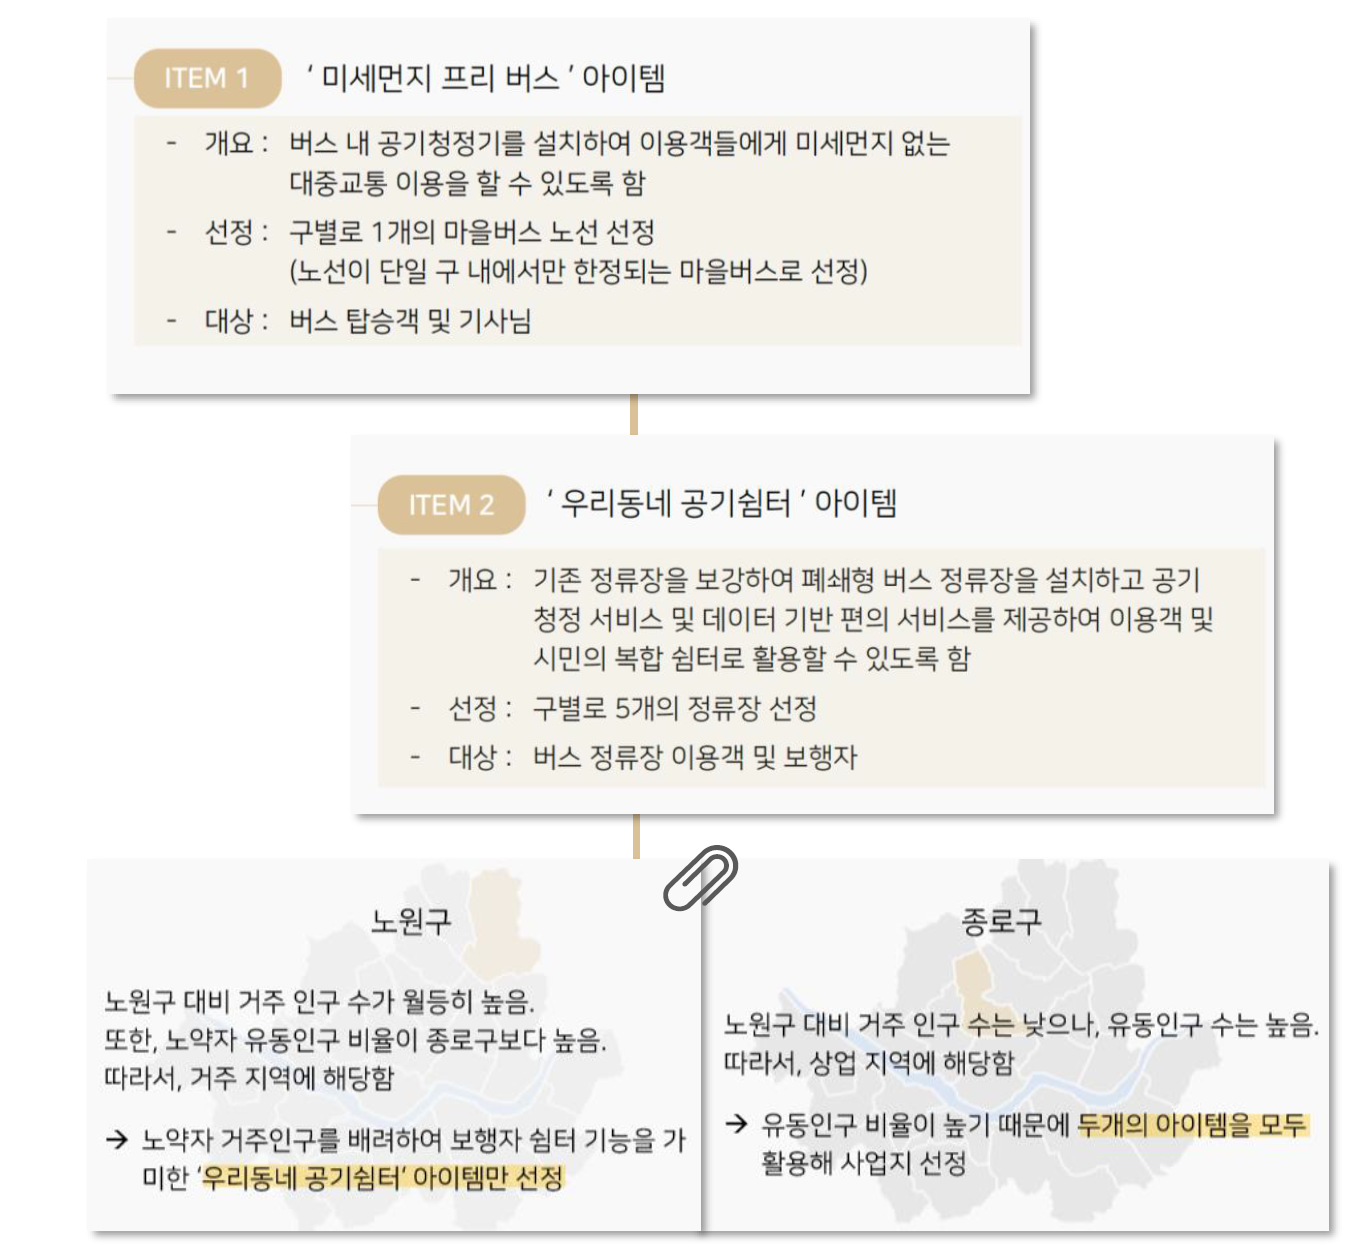 ITEM 1
‘ 미세먼지 프리 버스 ’ 아이템
- 개요 : 버스 내 공기청정기를 설치하여 이용객들에게 미세먼지 없는
대중교통 이용을 할 수 있도록 함
- 선정 : 구별로 1개의 마을버스 노선 선정
(노선이 단일 구 내에서만 한정되는 마을버스로 선정)
- 대상 : 버스 탑승객 및 기사님
ITEM 2
‘ 우리동네 공기쉼터 ’ 아이템
- 개요 : 기존 정류장을 보강하여 폐쇄형 버스 정류장을 설치하고 공기
청정 서비스 및 데이터 기반 편의 서비스를 제공하여 이용객 및
시민의 복합 쉼터로 활용할 수 있도록 함
- 선정 : 구별로 5개의 정류장 선정
- 대상 : 버스 정류장 이용객 및 보행자
노원구
노원구 대비 거주 인구 수가 월등히 높음.
또한, 노약자 유동인구 비율이 종로구보다 높음.
따라서, 거주 지역에 해당함
→ 노약자 거주인구를 배려하여 보행자 쉼터 기능을 가
미한 ‘우리동네 공기쉼터’ 아이템만 선정
종로구
노원구 대비 거주 인구 수는 낮으나, 유동인구 수는 높음.
따라서, 상업 지역에 해당함
→ 유동인구 비율이 높기 때문에 두개의 아이템을 모두
활용해 사업지 선정